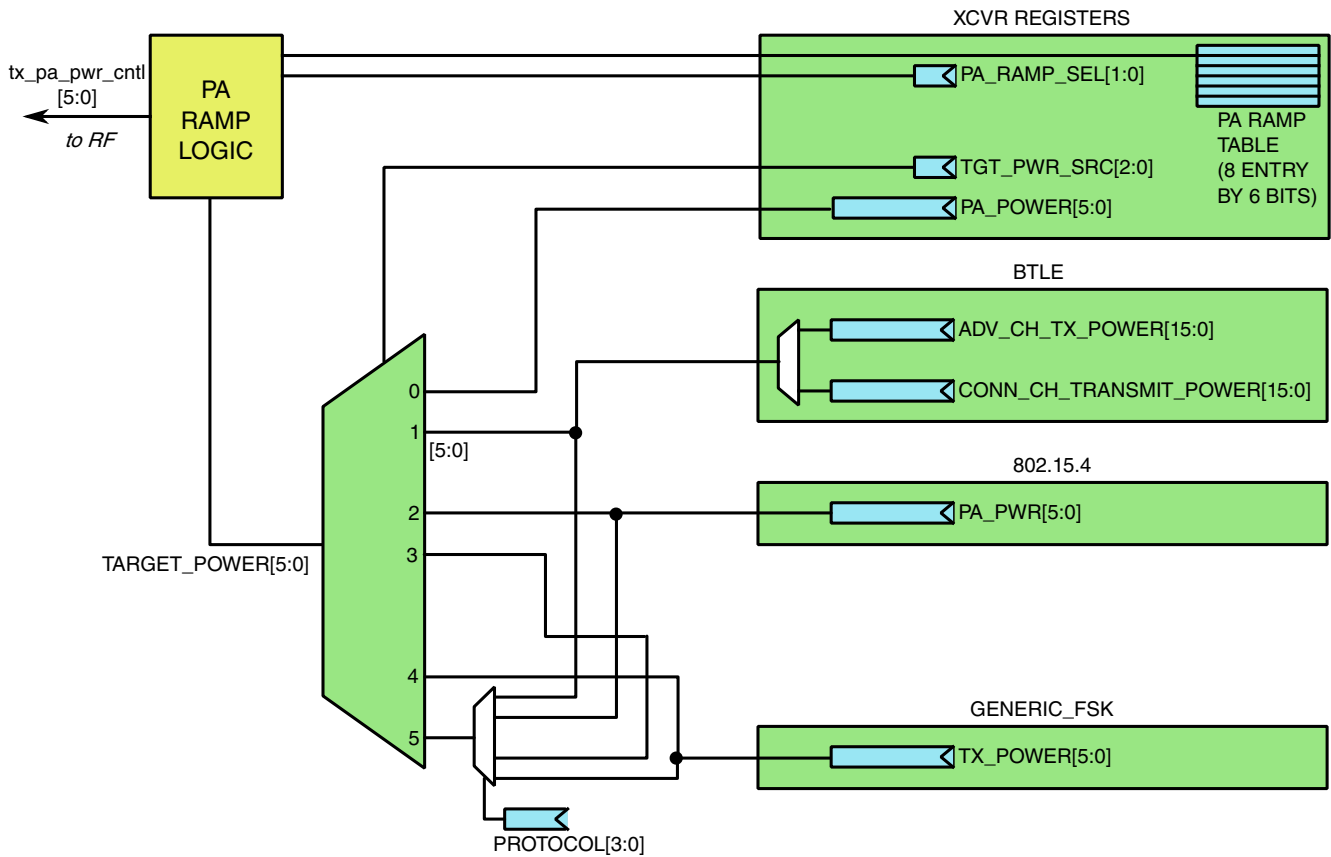 XCVR REGISTERS
tx_pa_pwr_cntl
[5:0]
to RF
PA
RAMP
LOGIC
PA_RAMP_SEL[1:0]
PA RAMP
TABLE
(8 ENTRY
BY 6 BITS)
TGT_PWR_SRC[2:0]
PA_POWER[5:0]
BTLE
ADV_CH_TX_POWER[15:0]
CONN_CH_TRANSMIT_POWER[15:0]
0
1
[5:0]
802.15.4
2
PA_PWR[5:0]
3
TARGET_POWER[5:0]
4
GENERIC_FSK
5
TX_POWER[5:0]
PROTOCOL[3:0]